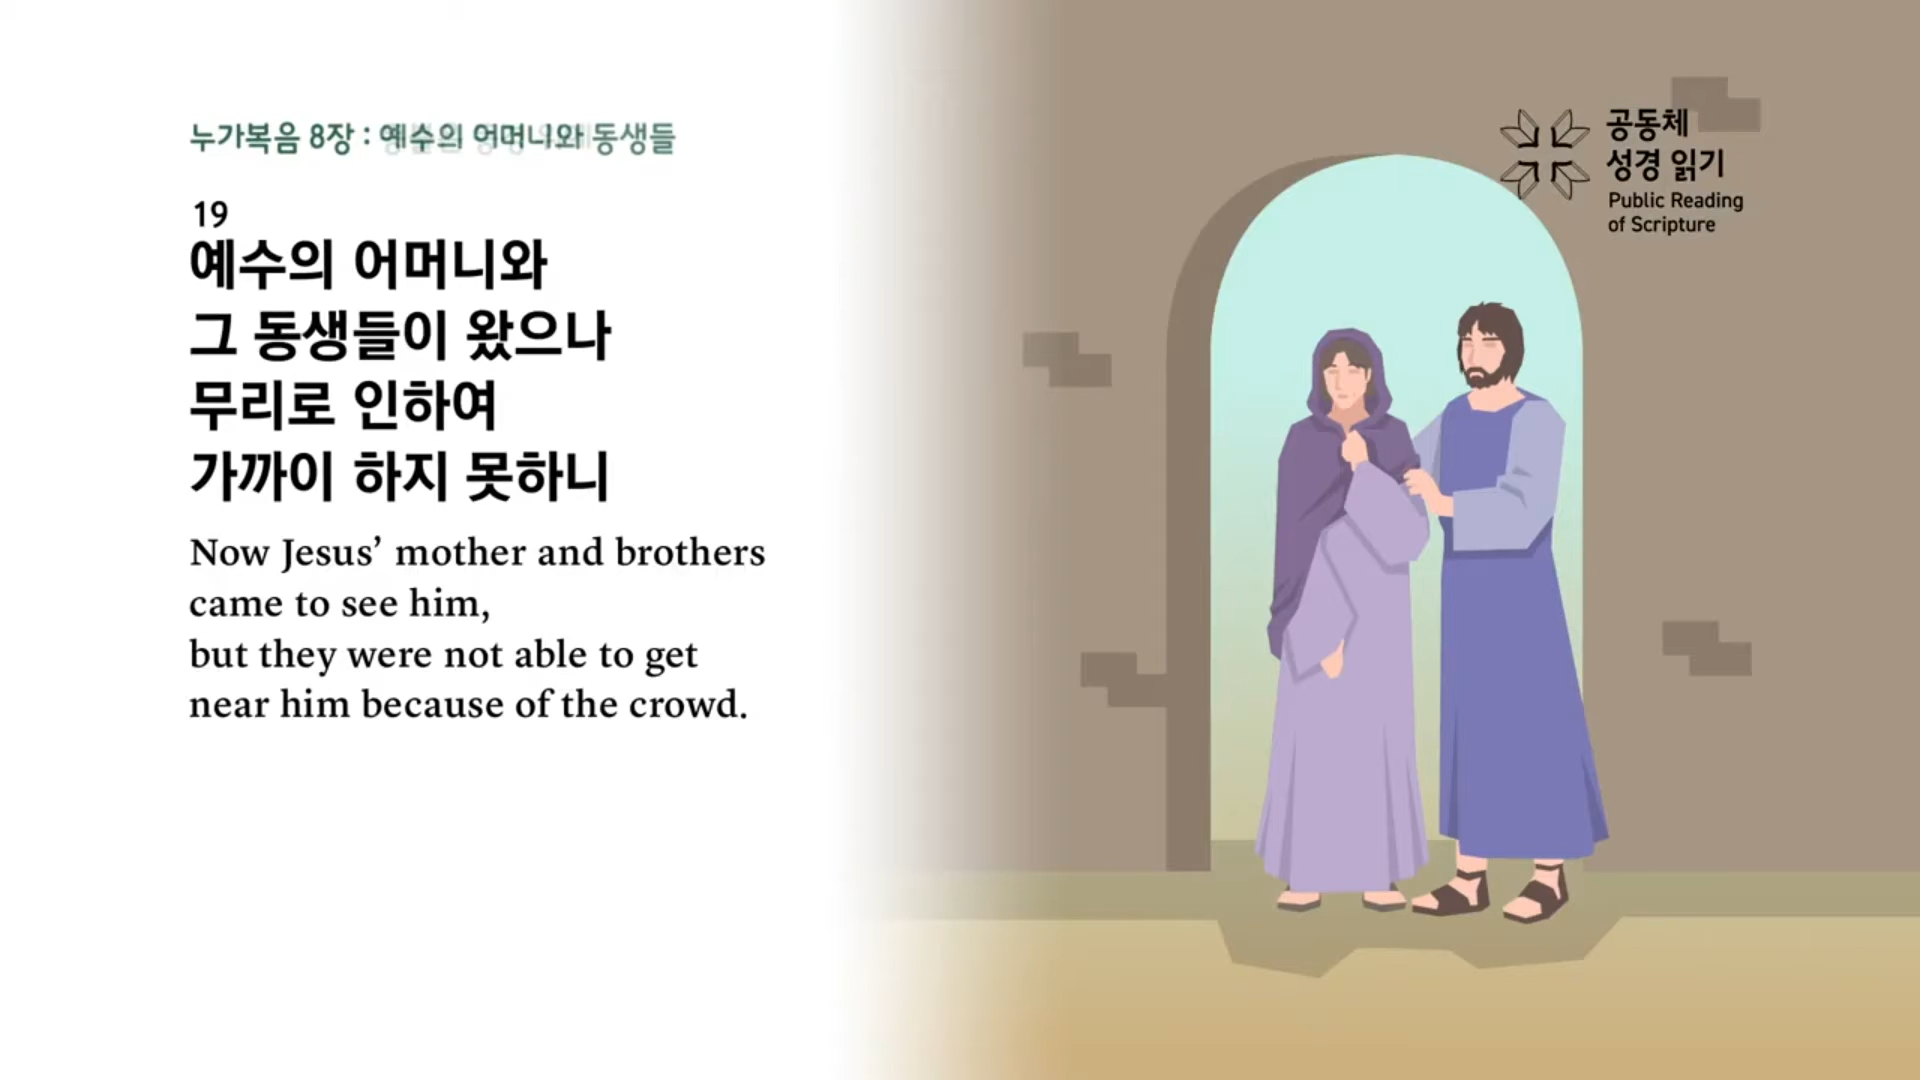 누가복음 8장 : 예수의 어머니와 동생들
19
예수의 어머니와
그 동생들이 왔으나
무리로 인하여
가까이 하지 못하니
Now Jesus’ mother and brothers
came to see him,
but they were not able to get
near him because of the crowd.
공동체
성경 읽기
Public Reading
of Scripture